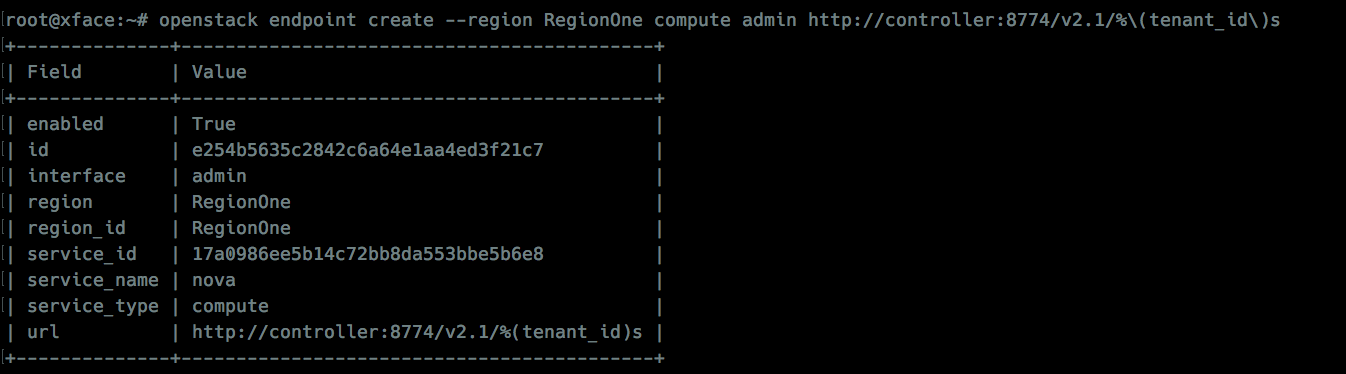 root@xface:~# openstack endpoint create --region RegionOne compute admin http://controller:8774/v2.1/%\(tenant_id\)s
+--------------+-------------------------------------------+
| Field        | Value                                     |
+--------------+-------------------------------------------+
| enabled      | True                                      |
| id           | e254b5635c2842c6a64e1aa4ed3f21c7          |
| interface    | admin                                     |
| region       | RegionOne                                 |
| region_id    | RegionOne                                 |
| service_id   | 17a0986ee5b14c72bb8da553bbe5b6e8          |
| service_name | nova                                      |
| service_type | compute                                   |
| url          | http://controller:8774/v2.1/%(tenant_id)s |
+--------------+-------------------------------------------+